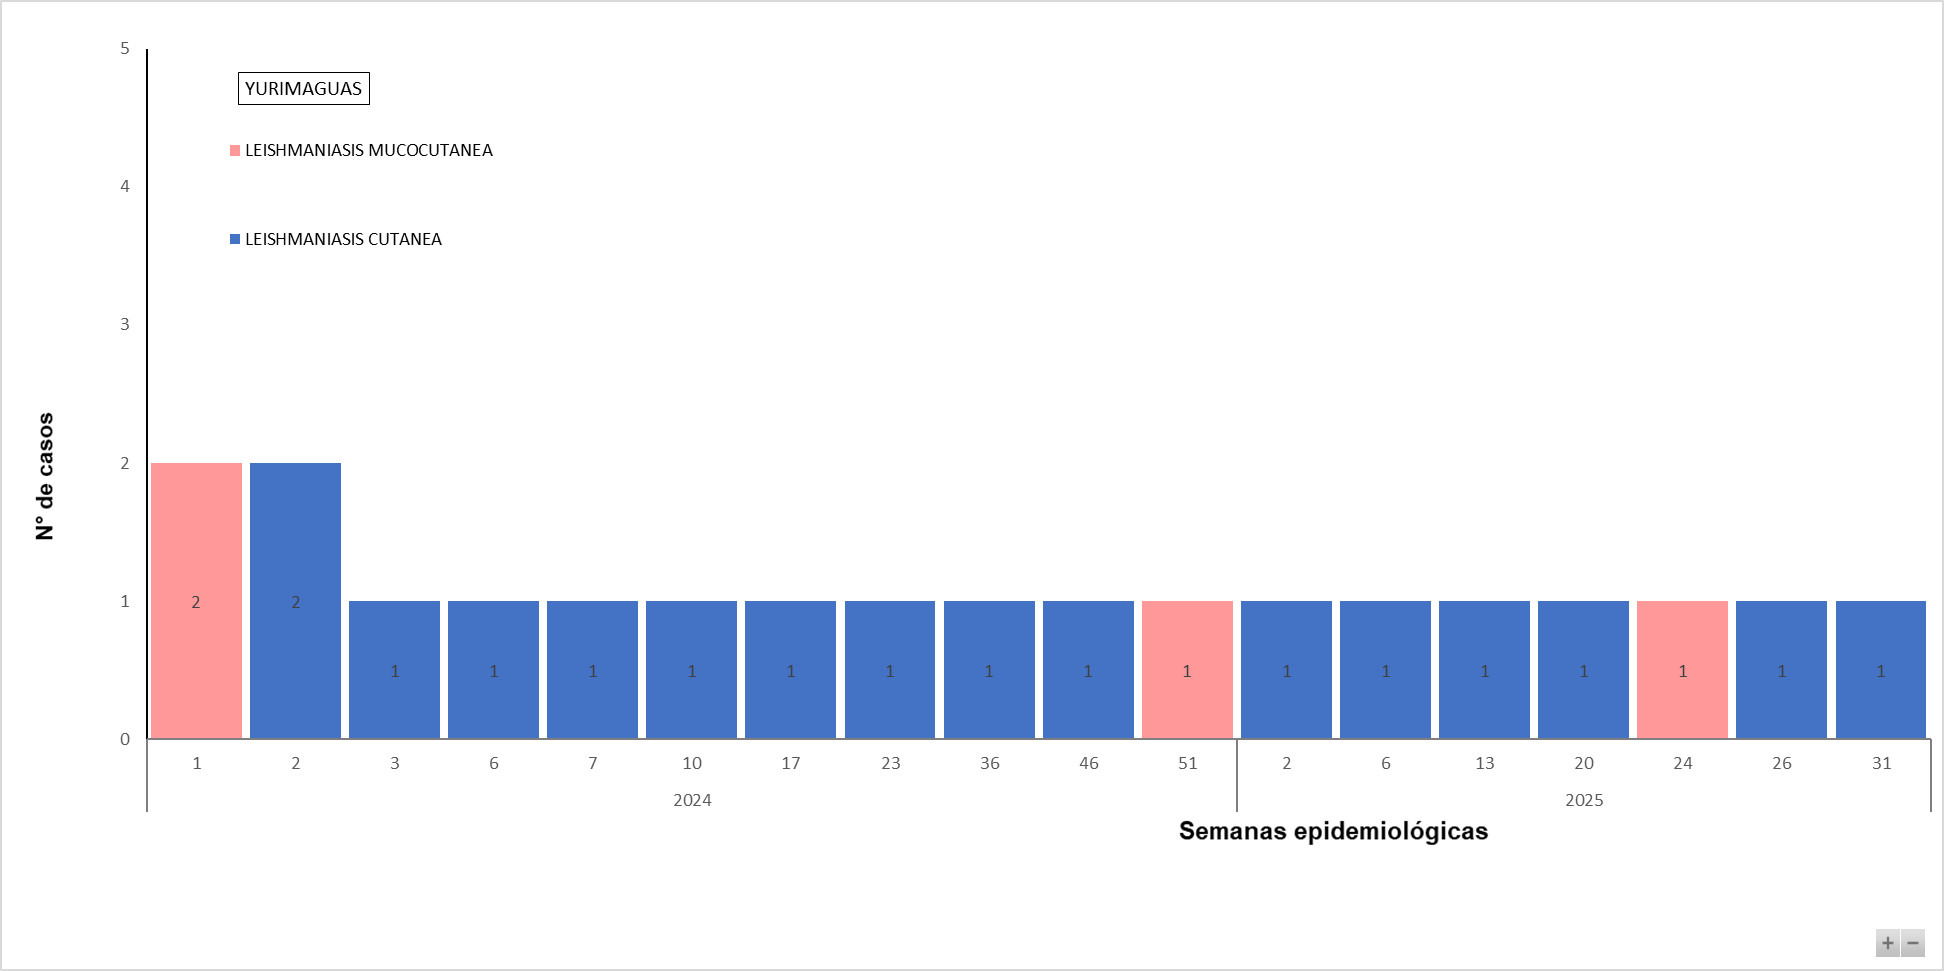 5
YURIMAGUAS
LEISHMANIASIS MUCOCUTANEA
4
LEISHMANIASIS CUTANEA
3
N° de casos
2
2 2
1
1 1 1 1 1 1 1 1 1 1 1 1 1 1 1 1
0
1 2 3 6 7 10 17 23 36 46 51 2 6 13 20 24 26 31
2024 2025
Semanas epidemiológicas
+ −